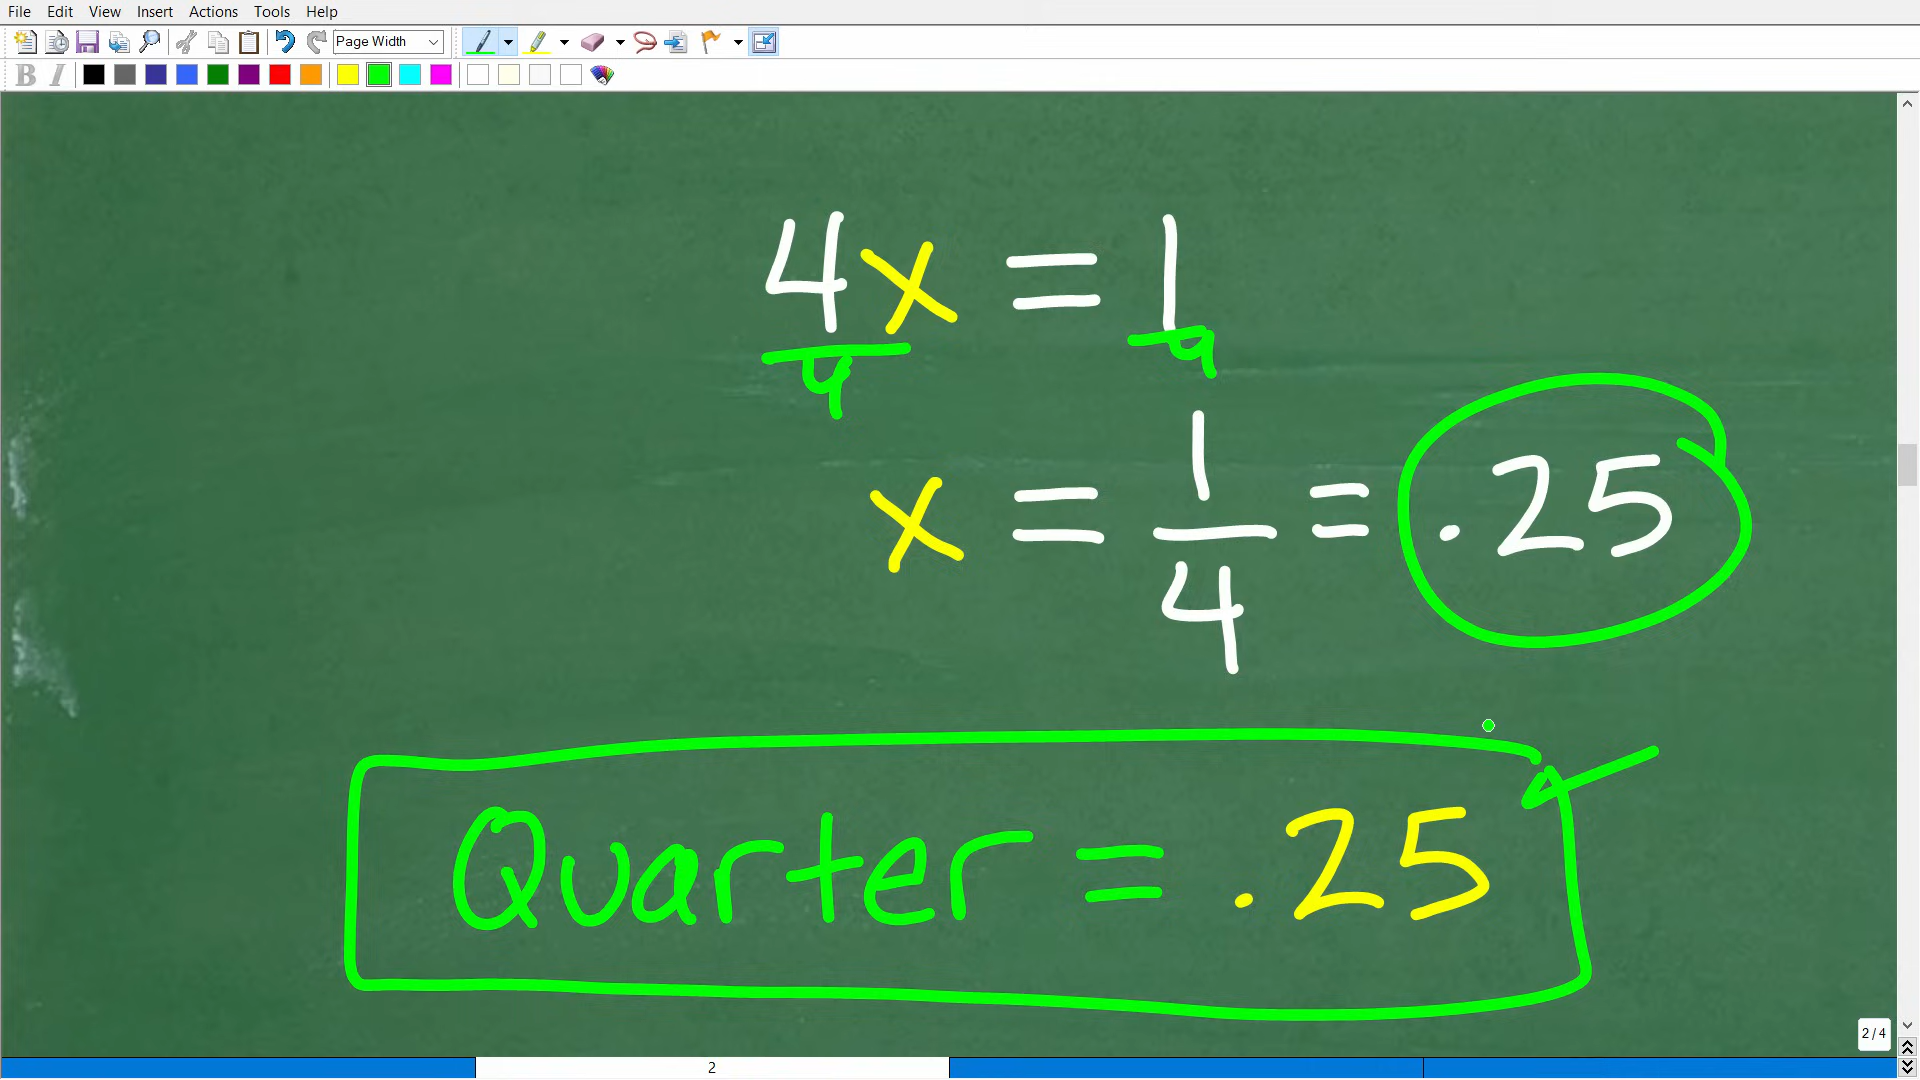 File Edit View Insert Actions Tools Help
Page Width
B I
4x = 1
4 4
x = 1/4 = .25
Quarter = .25
2 / 4
2